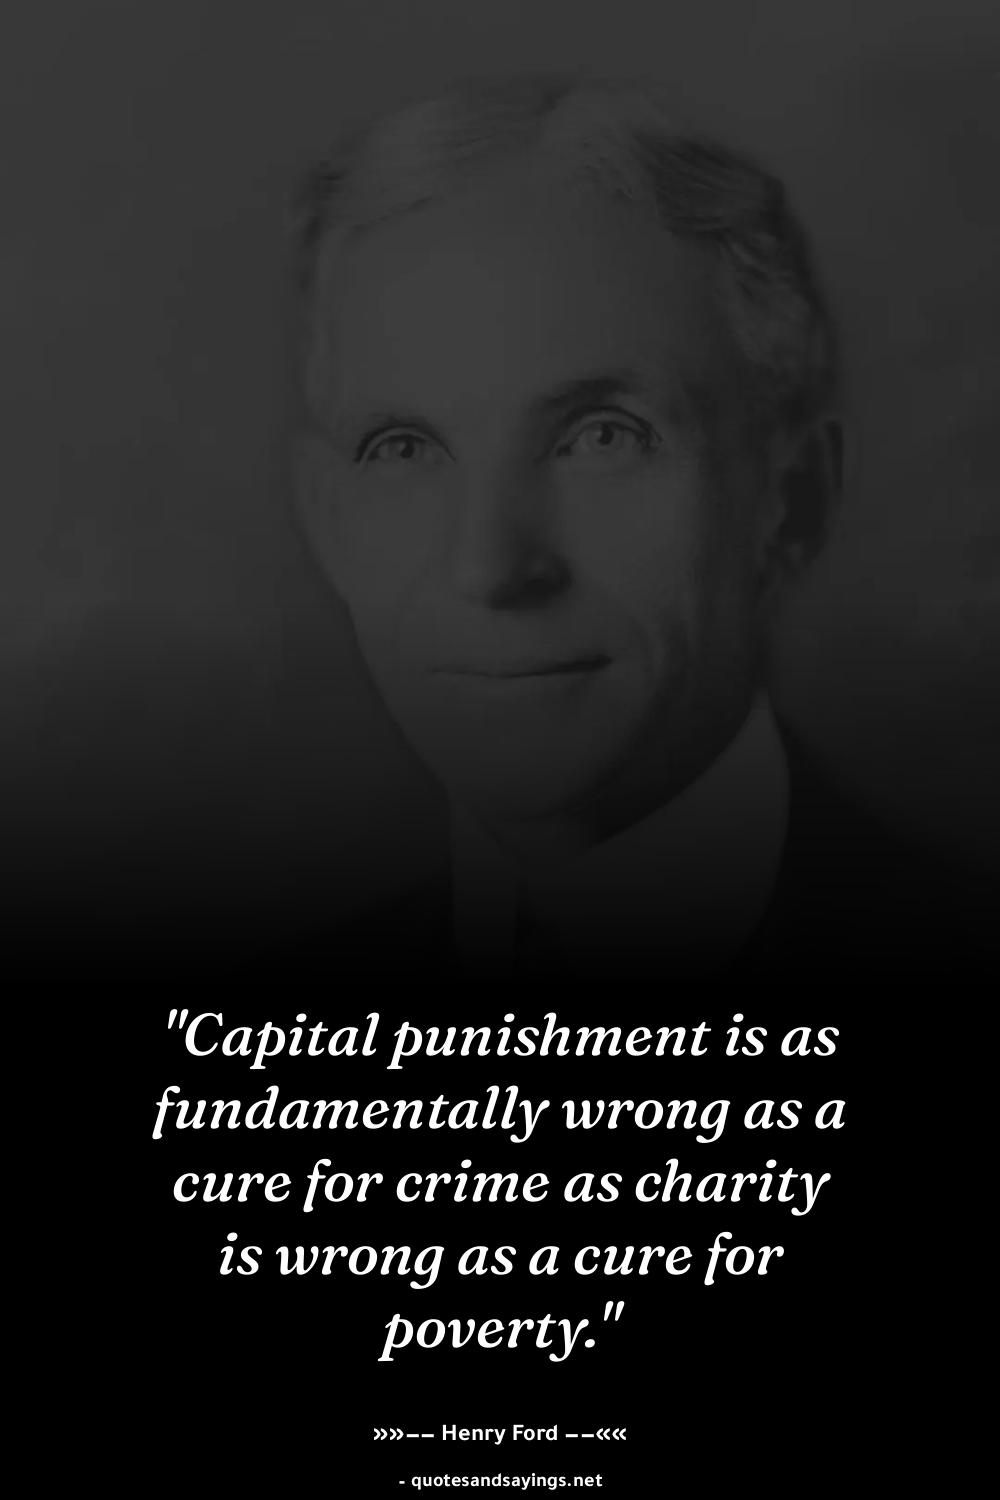 "Capital punishment is as
fundamentally wrong as a
cure for crime as charity
is wrong as a cure for
poverty."
»»–– Henry Ford ––««
- quotesandsayings.net